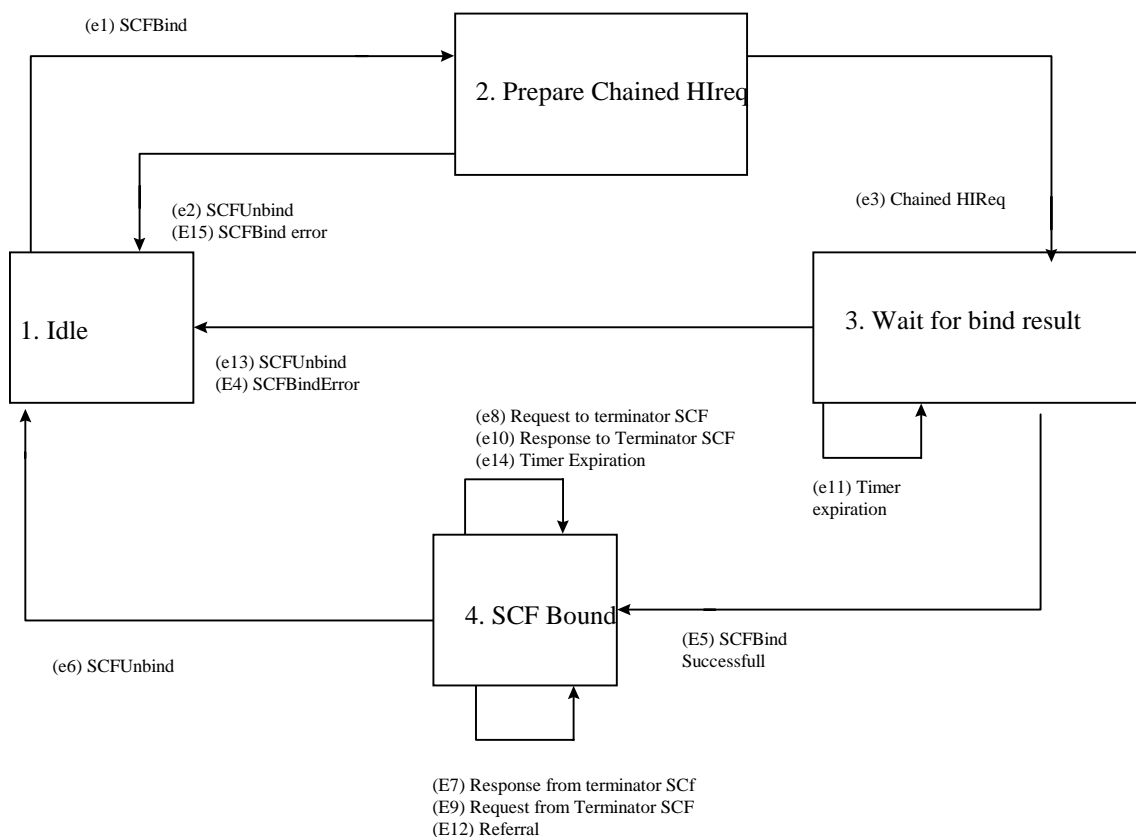 (e1) SCFBind
2. Prepare Chained HIreq
(e3) Chained HIReq
(e2) SCFUnbind
(E15) SCFBind error
1. Idle
3. Wait for bind result
(e13) SCFUnbind
(E4) SCFBindError
(e8) Request to terminator SCF
(e10) Response to Terminator SCF
(e14) Timer Expiration
(e11) Timer
expiration
4. SCF Bound
(E5) SCFBind
Successfull
(e6) SCFUnbind
(E7) Response from terminator SCf
(E9) Request from Terminator SCF
(E12) Referral